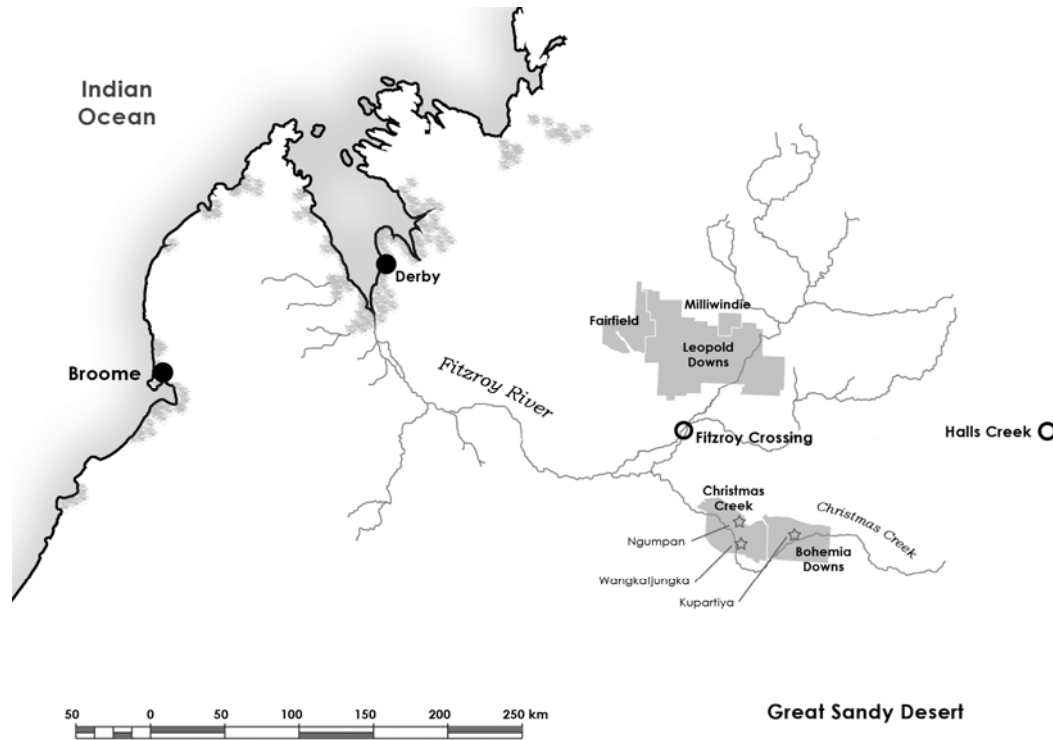 Indian
Ocean
Derby
Broome
Fitzroy River
Milliwindie
Fairfield
Leopold
Downs
Fitzroy Crossing
Halls Creek
Christmas
Creek
Christmas Creek
Ngumpan
Bohemia
Downs
Wangkatjungka
Kupartiya
50 0 50 100 150 200 250 km
Great Sandy Desert